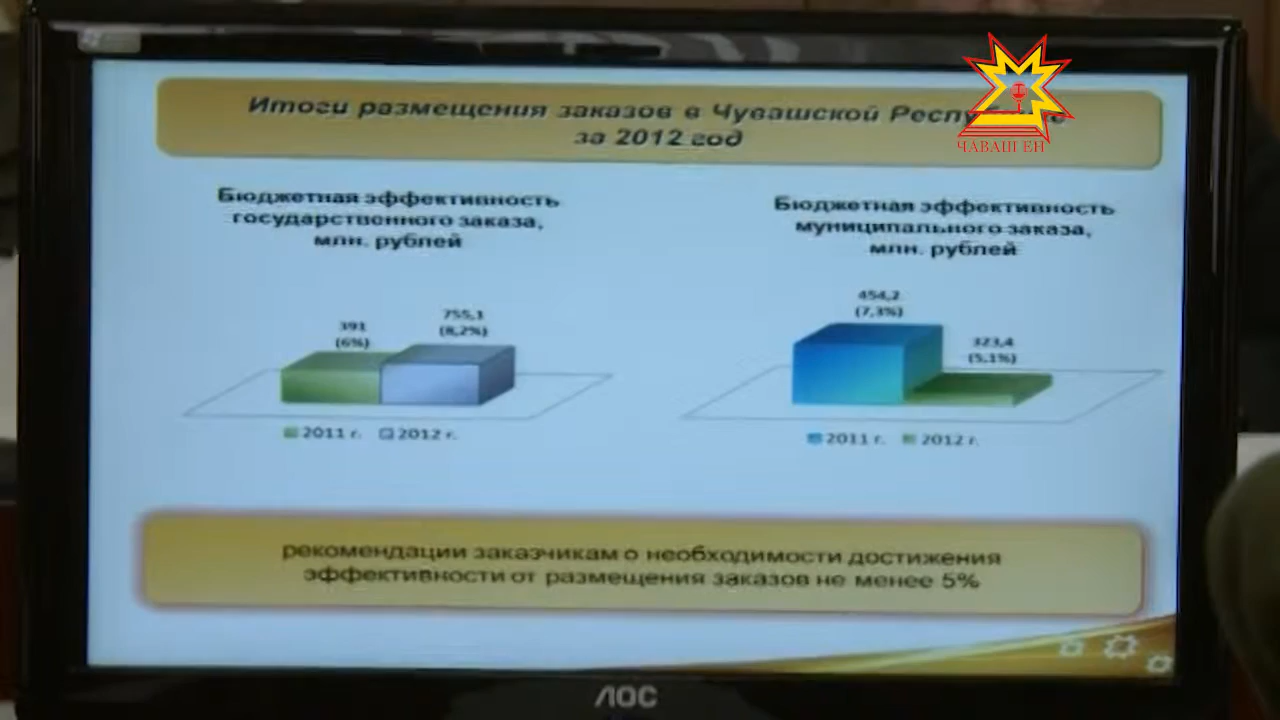 Итоги размещения заказов в Чувашской
за 2012 год
ЧАВАШ ЕН
Бюджетная эффективность
государственного заказа,
млн. рублей
391
(6%)
755,1
(8,2%)
2011 г. 2012 г.
Бюджетная эффективность
муниципального заказа,
млн. рублей
454,2
(7,3%)
323,4
(5,1%)
2011 г. 2012 г.
рекомендации заказчикам о необходимости достижения
эффективности от размещения заказов не менее 5%
AOC